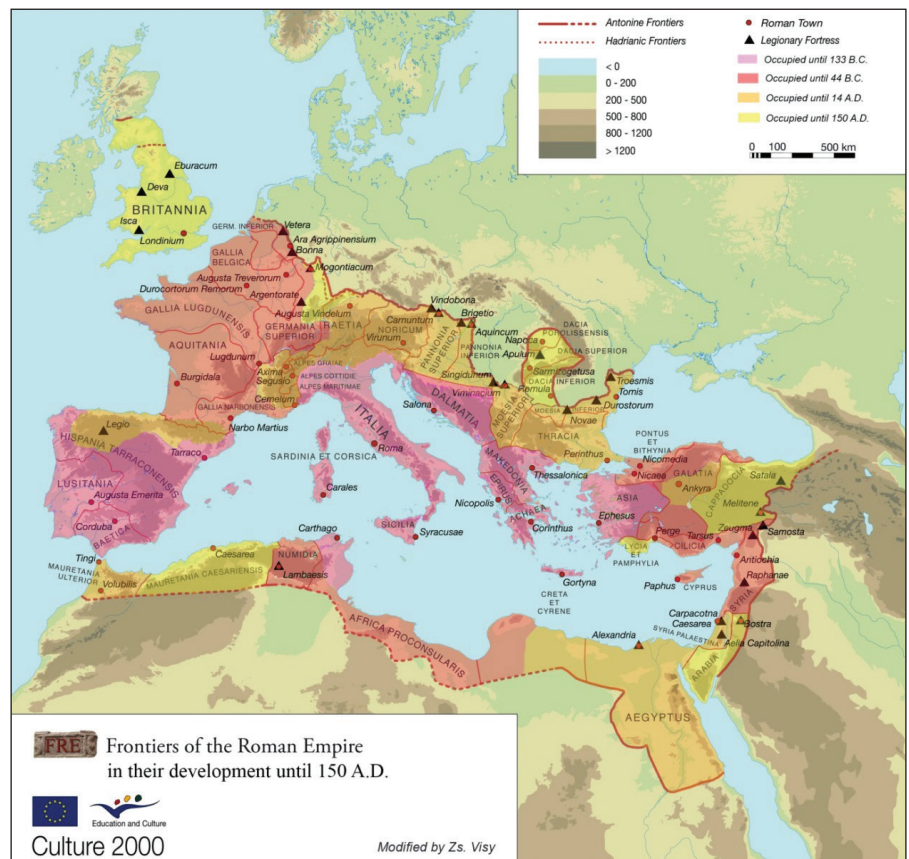 Antonine Frontiers
Hadrianic Frontiers
< 0
0 - 200
200 - 500
500 - 800
800 - 1200
> 1200
Roman Town
Legionary Fortress
Occupied until 133 B.C.
Occupied until 44 B.C.
Occupied until 14 A.D.
Occupied until 150 A.D.
0 100 500 km
Eburacum
Deva
BRITANNIA
Isca
Londinium
GERM. INFERIOR
Vetera
Ara Agrippinensium
Bonna
GALLIA
BELGICA
Mogontiacum
Augusta Treverorum
Durocortorum Remorum
Argentorate
GALLIA LUGDUNENSIS
Augusta Vindelum
RAETIA
GERMANIA
SUPERIOR
AQUITANIA
Lugdunum
Burgidala
Axima
Segusio
Cemelum
ALPES GRAIAE
ALPES COTTIDIE
ALPES MARITIMAE
GALLIA NARBONENSIS
Narbo Martius
Vindobona
Carnuntum
Brigetio
Aquincum
NORICUM
Virunum
PANNONIA
SUPERIOR
PANNONIA
INFERIOR
DACIA
POROLISSENSIS
Napoca
DACIA SUPERIOR
Apulum
Sarmizegetusa
DACIA INFERIOR
Romula
Singidunum
Viminacium
Troesmis
Tomis
Durostorum
MOESIA INFERIOR
Novae
MOESIA
SUPERIOR
THRACIA
Perinthus
Salona
DALMATIA
ITALIA
Roma
Legio
HISPANIA TARRACONENSIS
Tarraco
LUSITANIA
Augusta Emerita
Corduba
BAETICA
SARDINIA ET CORSICA
Carales
SICILIA
Syracusae
MAKEDONIA
EPIRUS
ACHAEA
Thessalonica
Nicopolis
Corinthus
PONTUS
ET
BITHYNIA
Nicomedia
Nicaea
GALATIA
Ankyra
CAPPADOCIA
Satala
Melitene
ASIA
Ephesus
Zeugma
Samosta
Perge
Tarsus
CILICIA
LYCIA
ET
PAMPHYLIA
Antiochia
Raphanae
SYRIA
Paphus
CYPRUS
Gortyna
CRETA
ET
CYRENE
Tingi
MAURETANIA
ULTERIOR
Volubilis
Caesarea
MAURETANIA CAESARIENSIS
Carthago
NUMIDIA
Lambaesis
AFRICA PROCONSULARIS
Alexandria
Carpacotna
Caesarea
SYRIA PALAESTINA
Bostra
Aelia Capitolina
ARABIA
AEGYPTUS
FRE
Frontiers of the Roman Empire
in their development until 150 A.D.
Education and Culture
Culture 2000
Modified by Zs. Visy